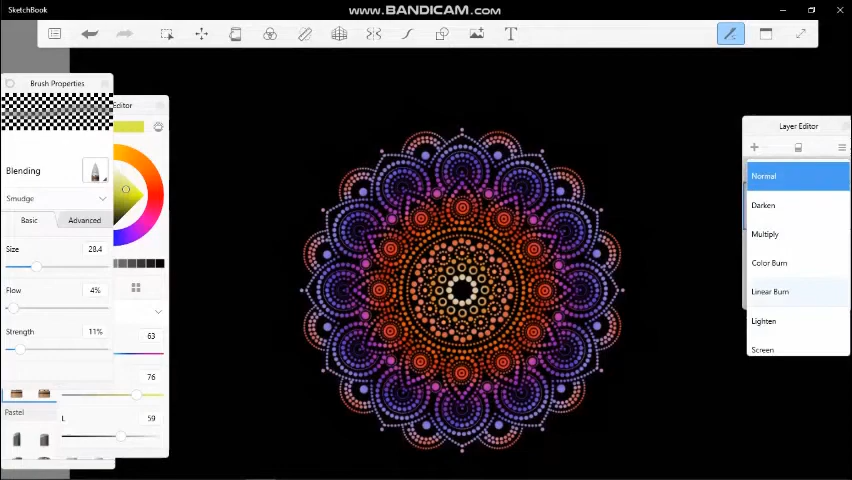 SketchBook
www.BANDICAM.com
T
Brush Properties
Editor
Layer Editor
Blending
Normal
Smudge
Darken
Basic
Advanced
Multiply
Size
28.4
Color Burn
Flow
4%
Linear Burn
Strength
11%
63
Lighten
Screen
76
Pastel
L
59